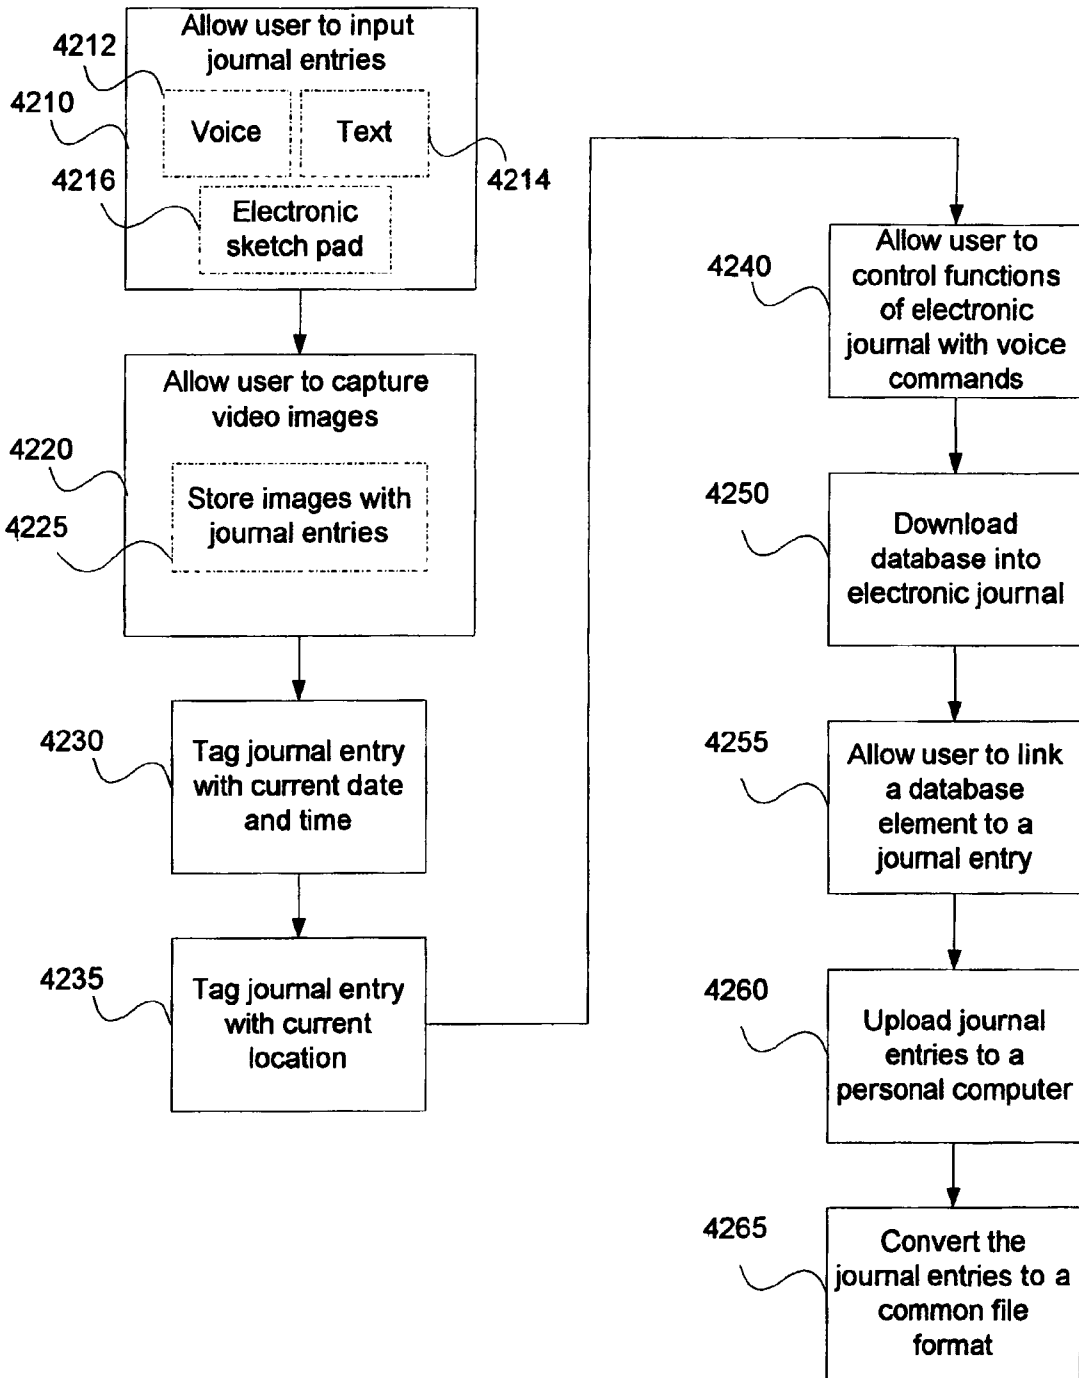 Allow user to input
journal entries
4212
4210
Voice
Text
4214
4216
Electronic
sketch pad
Allow user to capture
video images
4220
Store images with
journal entries
4225
4230
Tag journal entry
with current date
and time
4235
Tag journal entry
with current
location
4240
Allow user to
control functions
of electronic
journal with voice
commands
4250
Download
database into
electronic journal
4255
Allow user to link
a database
element to a
journal entry
4260
Upload journal
entries to a
personal computer
4265
Convert the
journal entries to a
common file
format